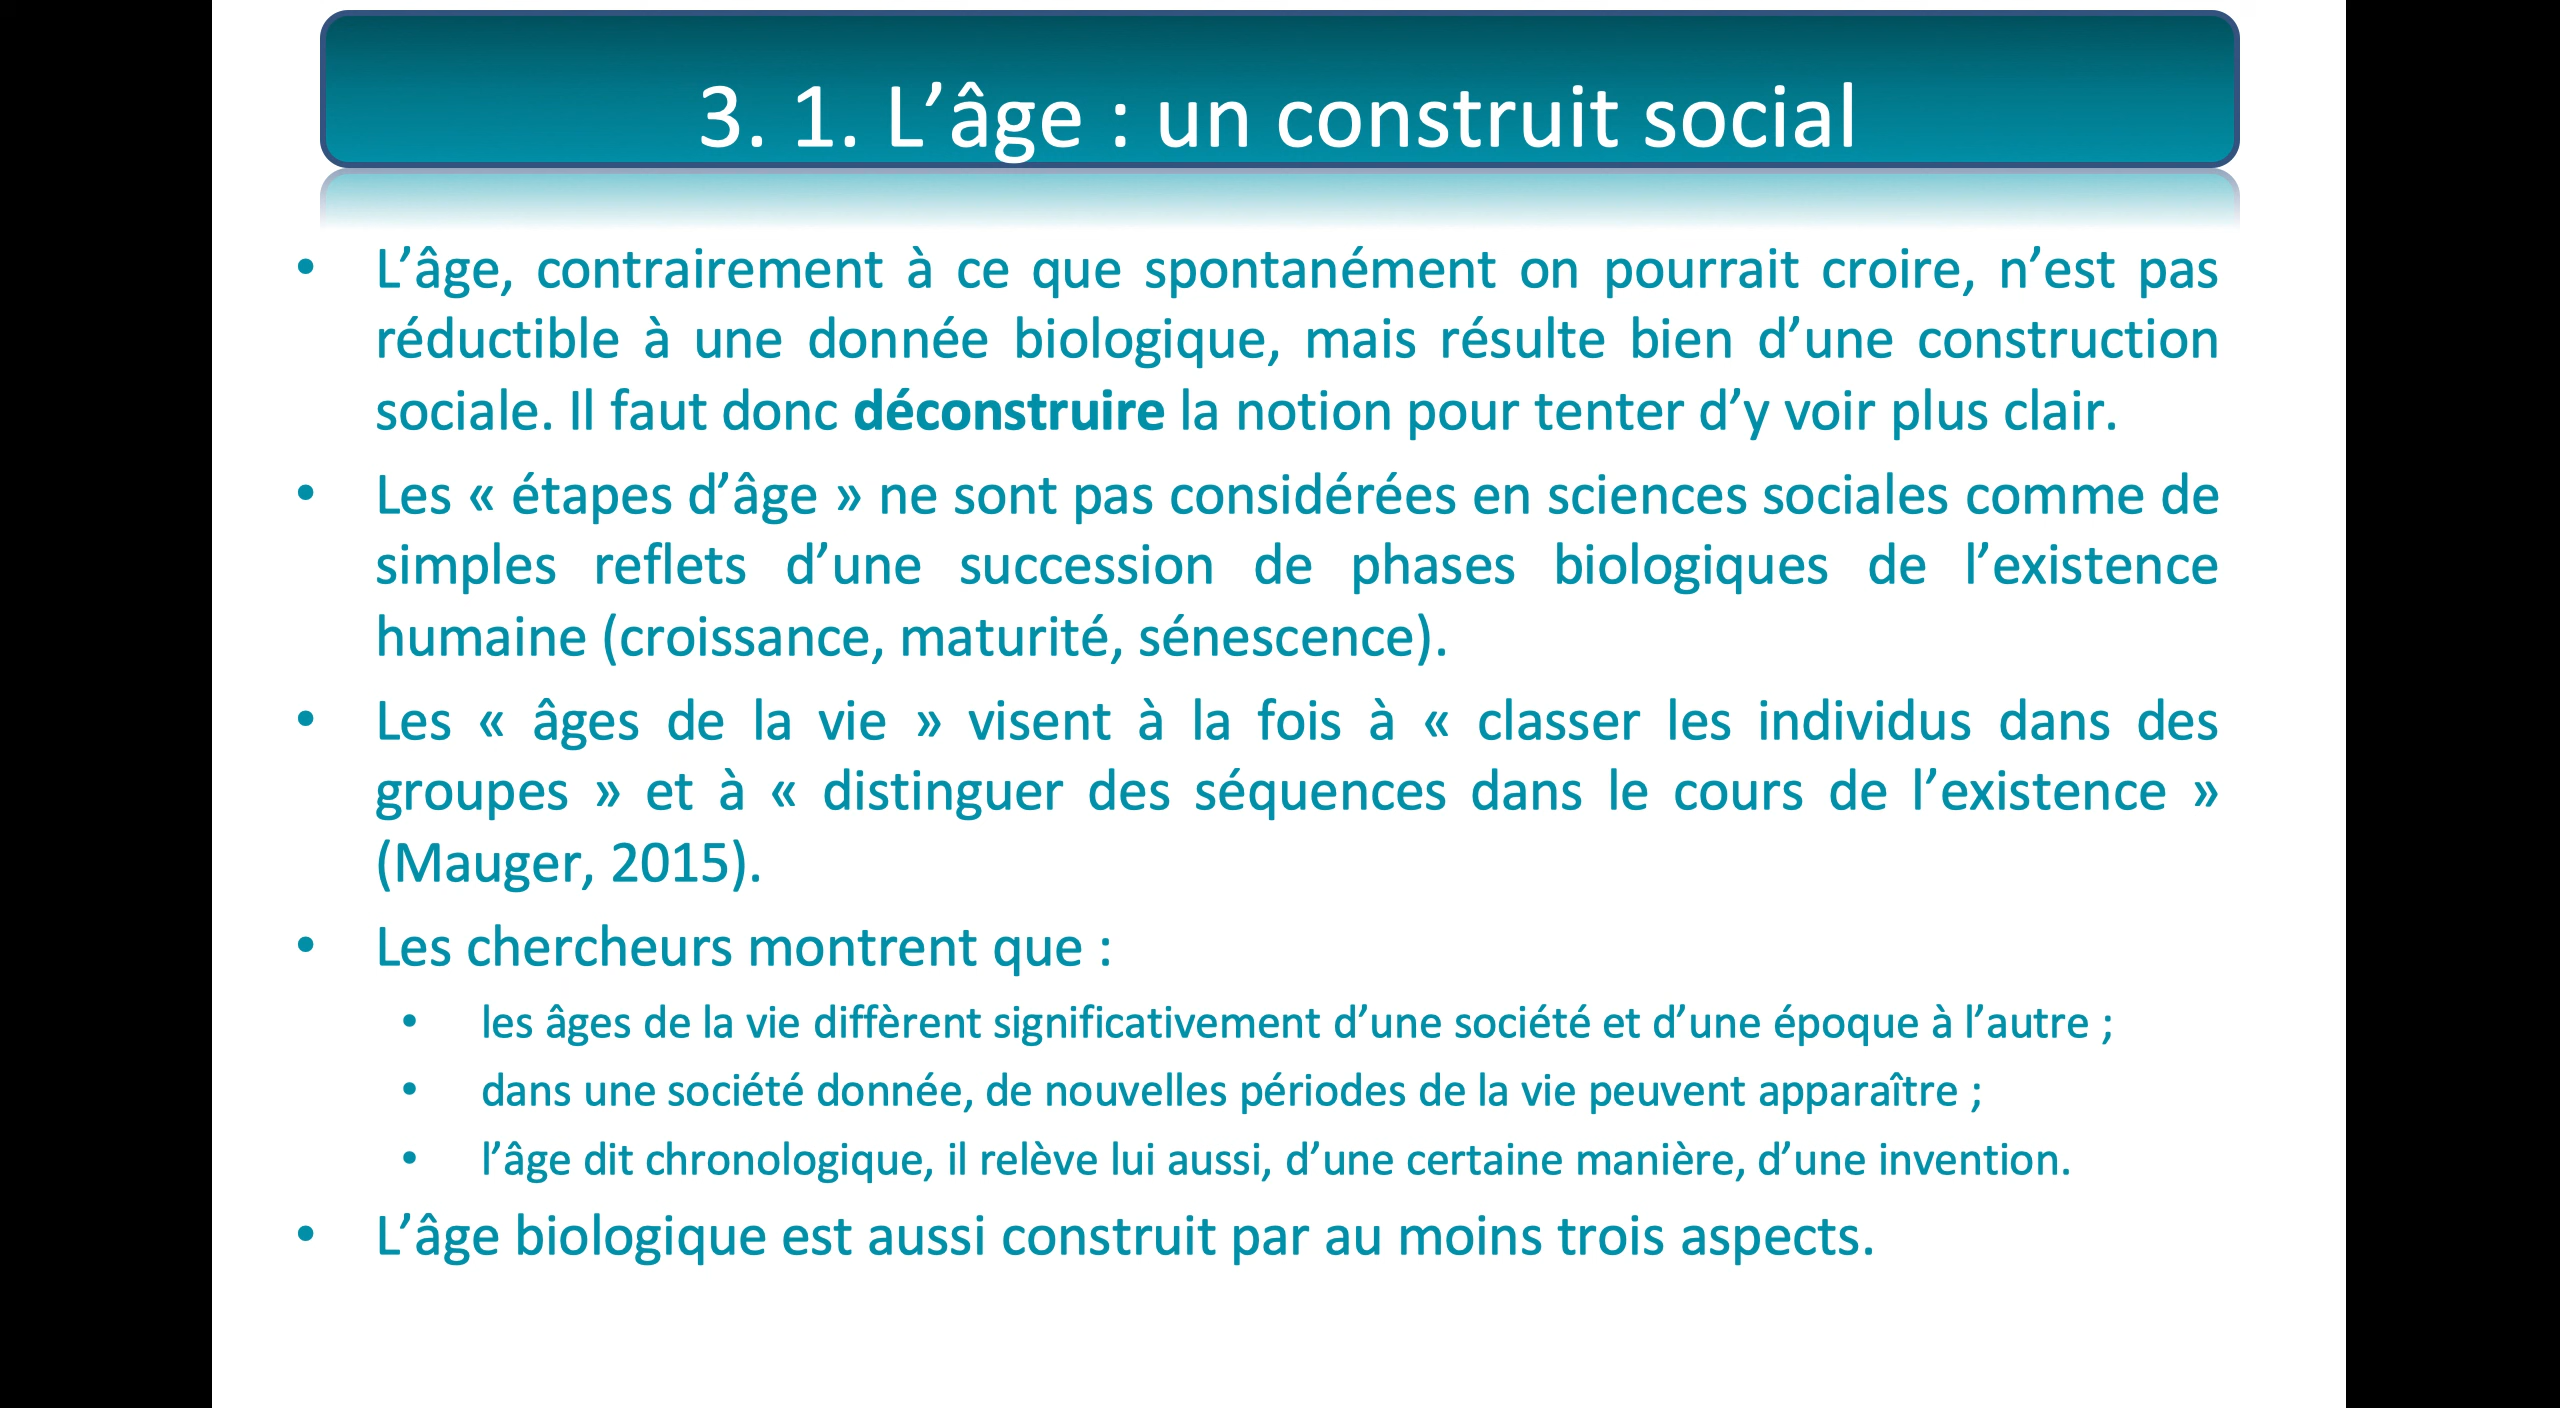 3. 1. L’âge : un construit social
• L’âge, contrairement à ce que spontanément on pourrait croire, n’est pas
réductible à une donnée biologique, mais résulte bien d’une construction
sociale. Il faut donc déconstruire la notion pour tenter d’y voir plus clair.
• Les « étapes d’âge » ne sont pas considérées en sciences sociales comme de
simples reflets d’une succession de phases biologiques de l’existence
humaine (croissance, maturité, sénescence).
• Les « âges de la vie » visent à la fois à « classer les individus dans des
groupes » et à « distinguer des séquences dans le cours de l’existence »
(Mauger, 2015).
• Les chercheurs montrent que :
• les âges de la vie diffèrent significativement d’une société et d’une époque à l’autre ;
• dans une société donnée, de nouvelles périodes de la vie peuvent apparaître ;
• l’âge dit chronologique, il relève lui aussi, d’une certaine manière, d’une invention.
• L’âge biologique est aussi construit par au moins trois aspects.